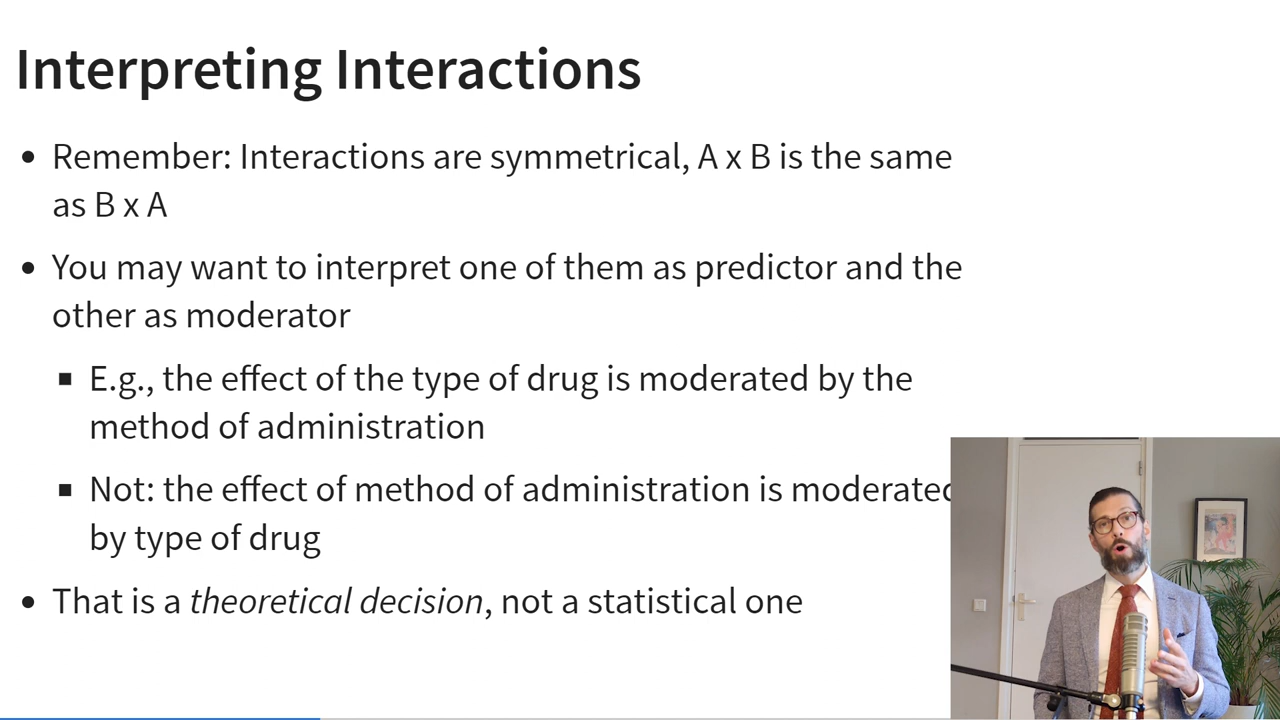 Interpreting Interactions
• Remember: Interactions are symmetrical, A x B is the same
as B x A
• You may want to interpret one of them as predictor and the
other as moderator
▪ E.g., the effect of the type of drug is moderated by the
method of administration
▪ Not: the effect of method of administration is moderated
by type of drug
• That is a theoretical decision, not a statistical one